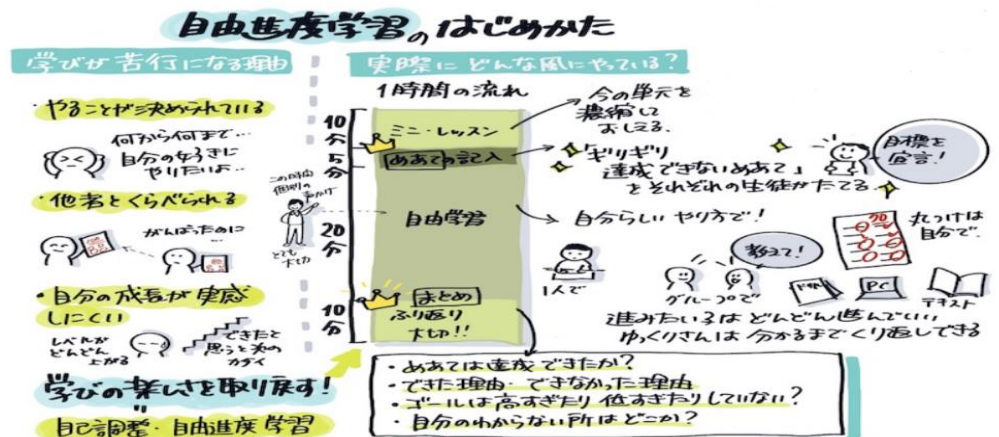 自由進度学習のはじめかた
学びが苦行になる理由
・やることが決められている
何から何まで…
自分の好きに
やりたいよ…
・他者とくらべられる
がんばったのに
・自分の成長が実感
しにくい
レベルが
どんどん
上がる
できたと
思うと次の
カダイ
学びの楽しさを取り戻す!
自己調整・自由進度学習
実際にどんな風にやっている?
1時間の流れ
10分
ミニ・レッスン
今の単元を
濃縮して
おしえる.
5分
めあての記入
ギリギリ
達成できないめあて」
をそれぞれの生徒がたてる
目標を
宣言!
この時間
個別の
声かけ
とても
大切
20分
自由学習
自分らしいやり方で!
1人で
グループで
教えて!
丸つけは
自分で.
ドリル
PC
テキスト
進みたい子はどんどん進んでいい
ゆっくりさんは分かるまでくり返しできる
10分
まとめ
ふり返り
大切!!
・めあては達成できたか?
・できた理由・できなかった理由
・ゴールは高すぎたり低すぎたりしていない?
・自分のわからない所はどこか?